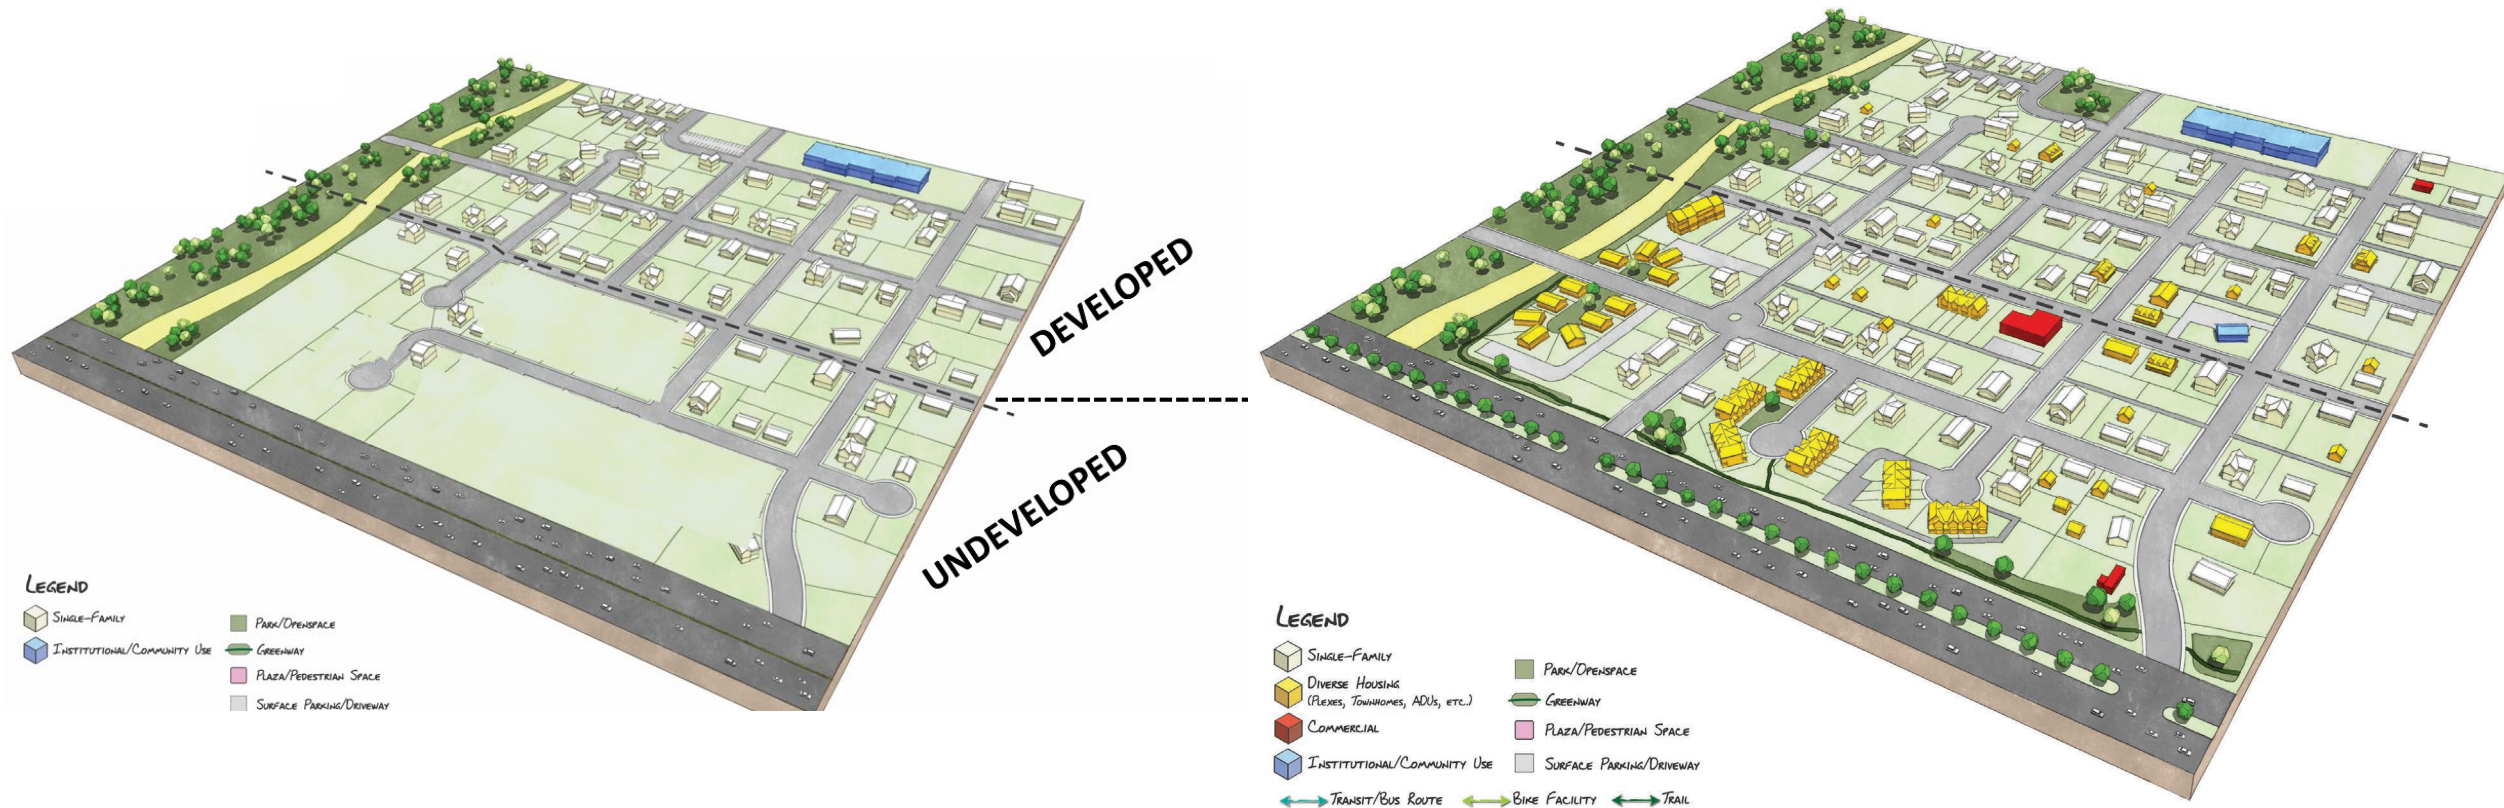 DEVELOPED
UNDEVELOPED
LEGEND
SINGLE-FAMILY
INSTITUTIONAL/COMMUNITY USE
PARK/OPENSPACE
GREENWAY
PLAZA/PEDESTRIAN SPACE
SURFACE PARKING/DRIVEWAY
LEGEND
SINGLE-FAMILY
DIVERSE HOUSING
(PLEXES, TOWNHOMES, ADUS, ETC.)
COMMERCIAL
INSTITUTIONAL/COMMUNITY USE
PARK/OPENSPACE
GREENWAY
PLAZA/PEDESTRIAN SPACE
SURFACE PARKING/DRIVEWAY
TRANSIT/BUS ROUTE
BIKE FACILITY
TRAIL